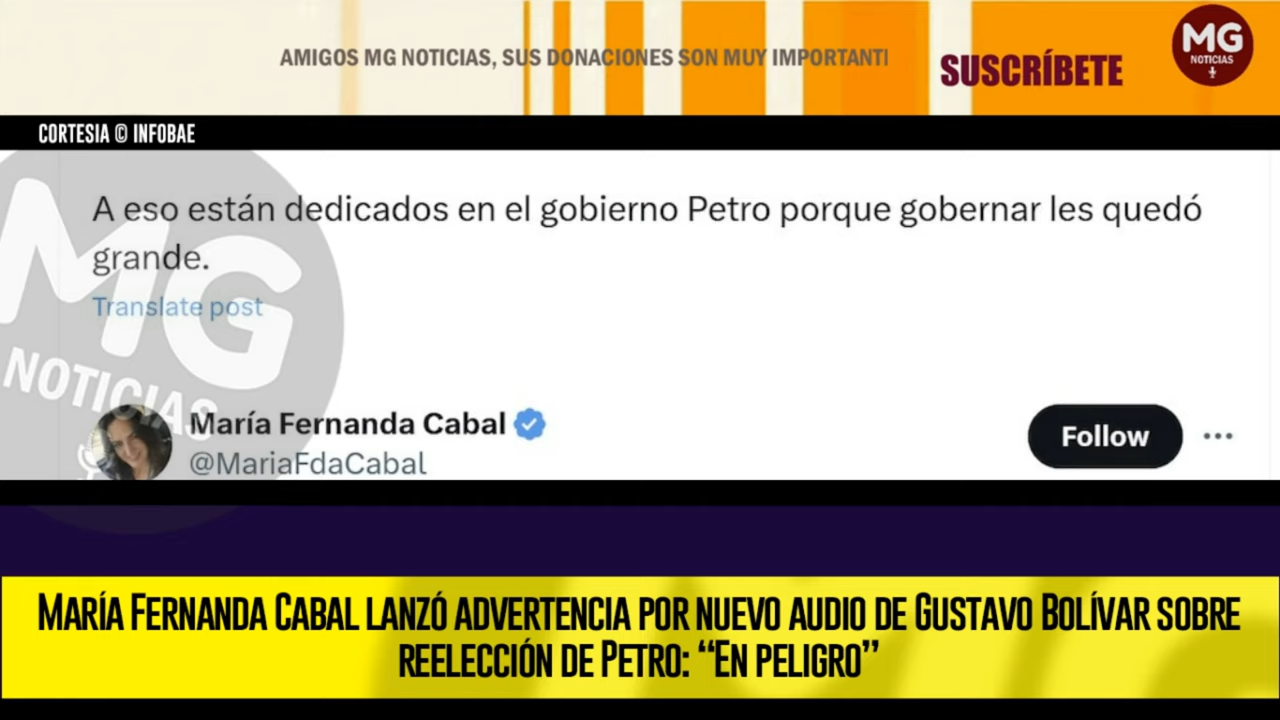 AMIGOS MG NOTICIAS, SUS DONACIONES SON MUY IMPORTANT
SUSCRÍBETE
MG
NOTICIAS
CORTESIA © INFOBAE
A eso están dedicados en el gobierno Petro porque gobernar les quedó
grande.
Translate post
MG
NOTICIAS
María Fernanda Cabal
@MariaFdaCabal
Follow
MARÍA FERNANDA CABAL LANZÓ ADVERTENCIA POR NUEVO AUDIO DE GUSTAVO BOLÍVAR SOBRE
REELECCIÓN DE PETRO: “EN PELIGRO”